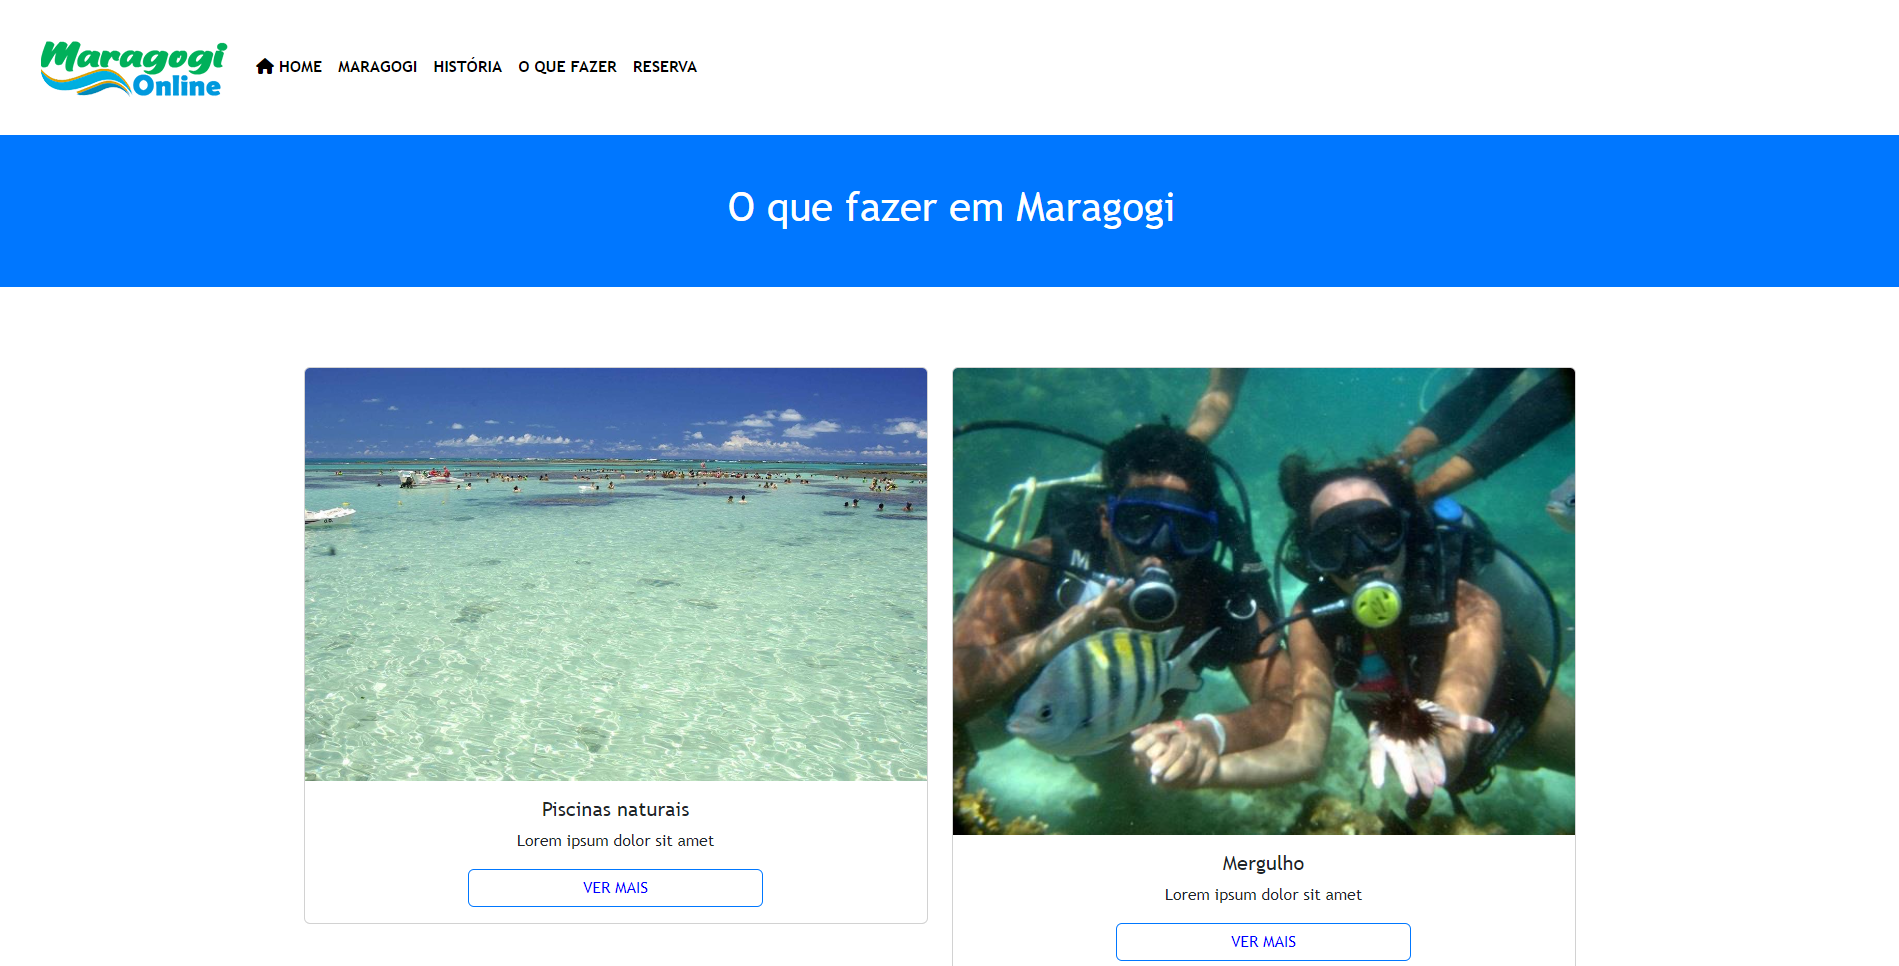 Maragogi
Online
HOME MARAGOGI HISTÓRIA O QUE FAZER RESERVA
O que fazer em Maragogi
Piscinas naturais
Lorem ipsum dolor sit amet
VER MAIS
Mergulho
Lorem ipsum dolor sit amet
VER MAIS